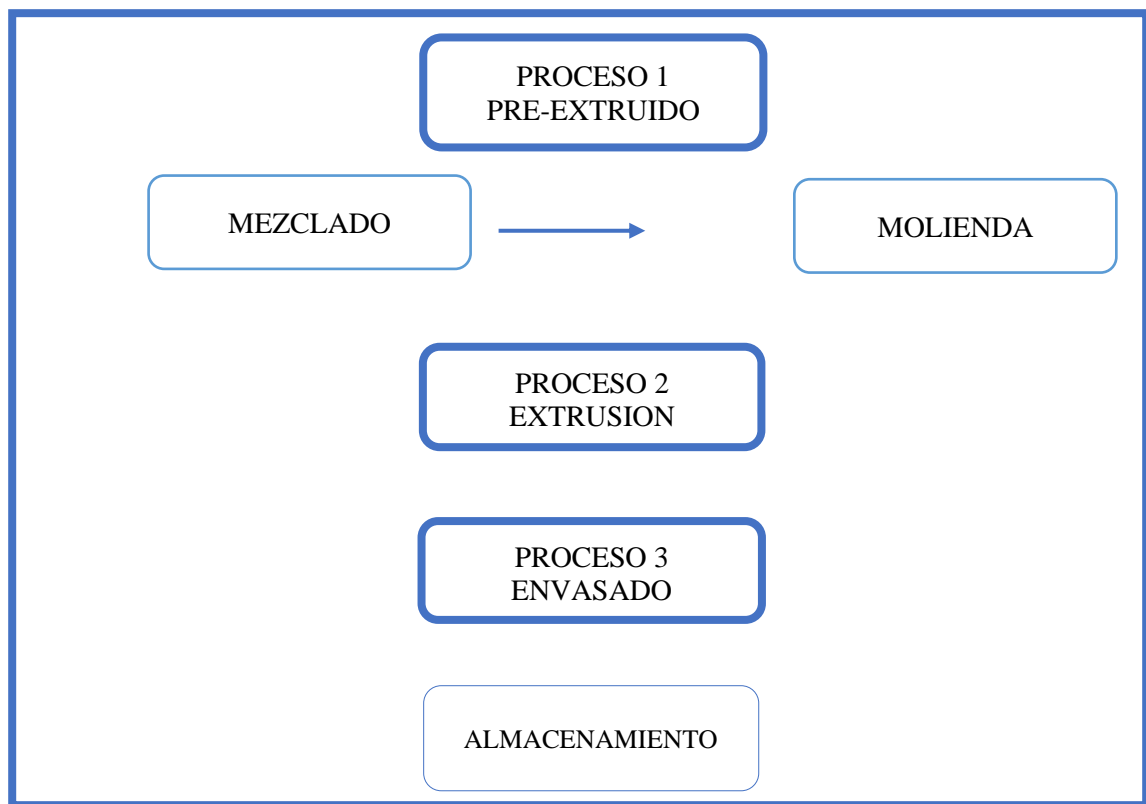 PROCESO 1
PRE-EXTRUIDO
MEZCLADO
MOLIENDA
PROCESO 2
EXTRUSION
PROCESO 3
ENVASADO
ALMACENAMIENTO